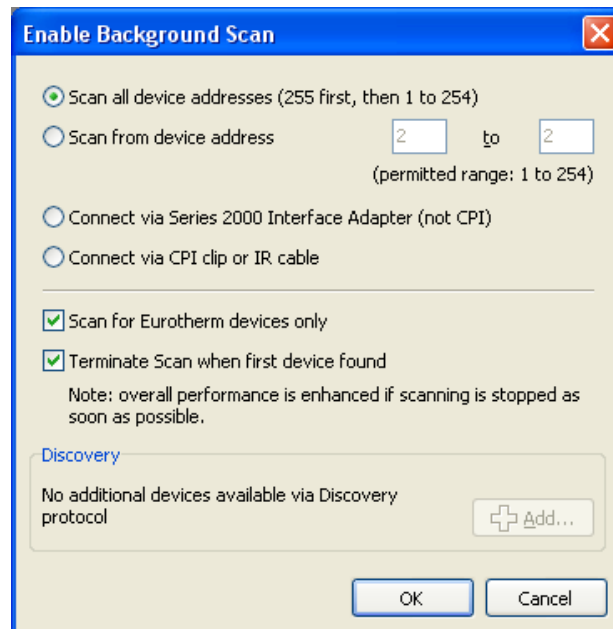 Enable Background Scan
Scan all device addresses (255 first, then 1 to 254)
Scan from device address 2 to 2
(permitted range: 1 to 254)
Connect via Series 2000 Interface Adapter (not CPI)
Connect via CPI clip or IR cable
Scan for Eurotherm devices only
Terminate Scan when first device found
Note: overall performance is enhanced if scanning is stopped as
soon as possible.
Discovery
No additional devices available via Discovery
protocol
Add...
OK Cancel